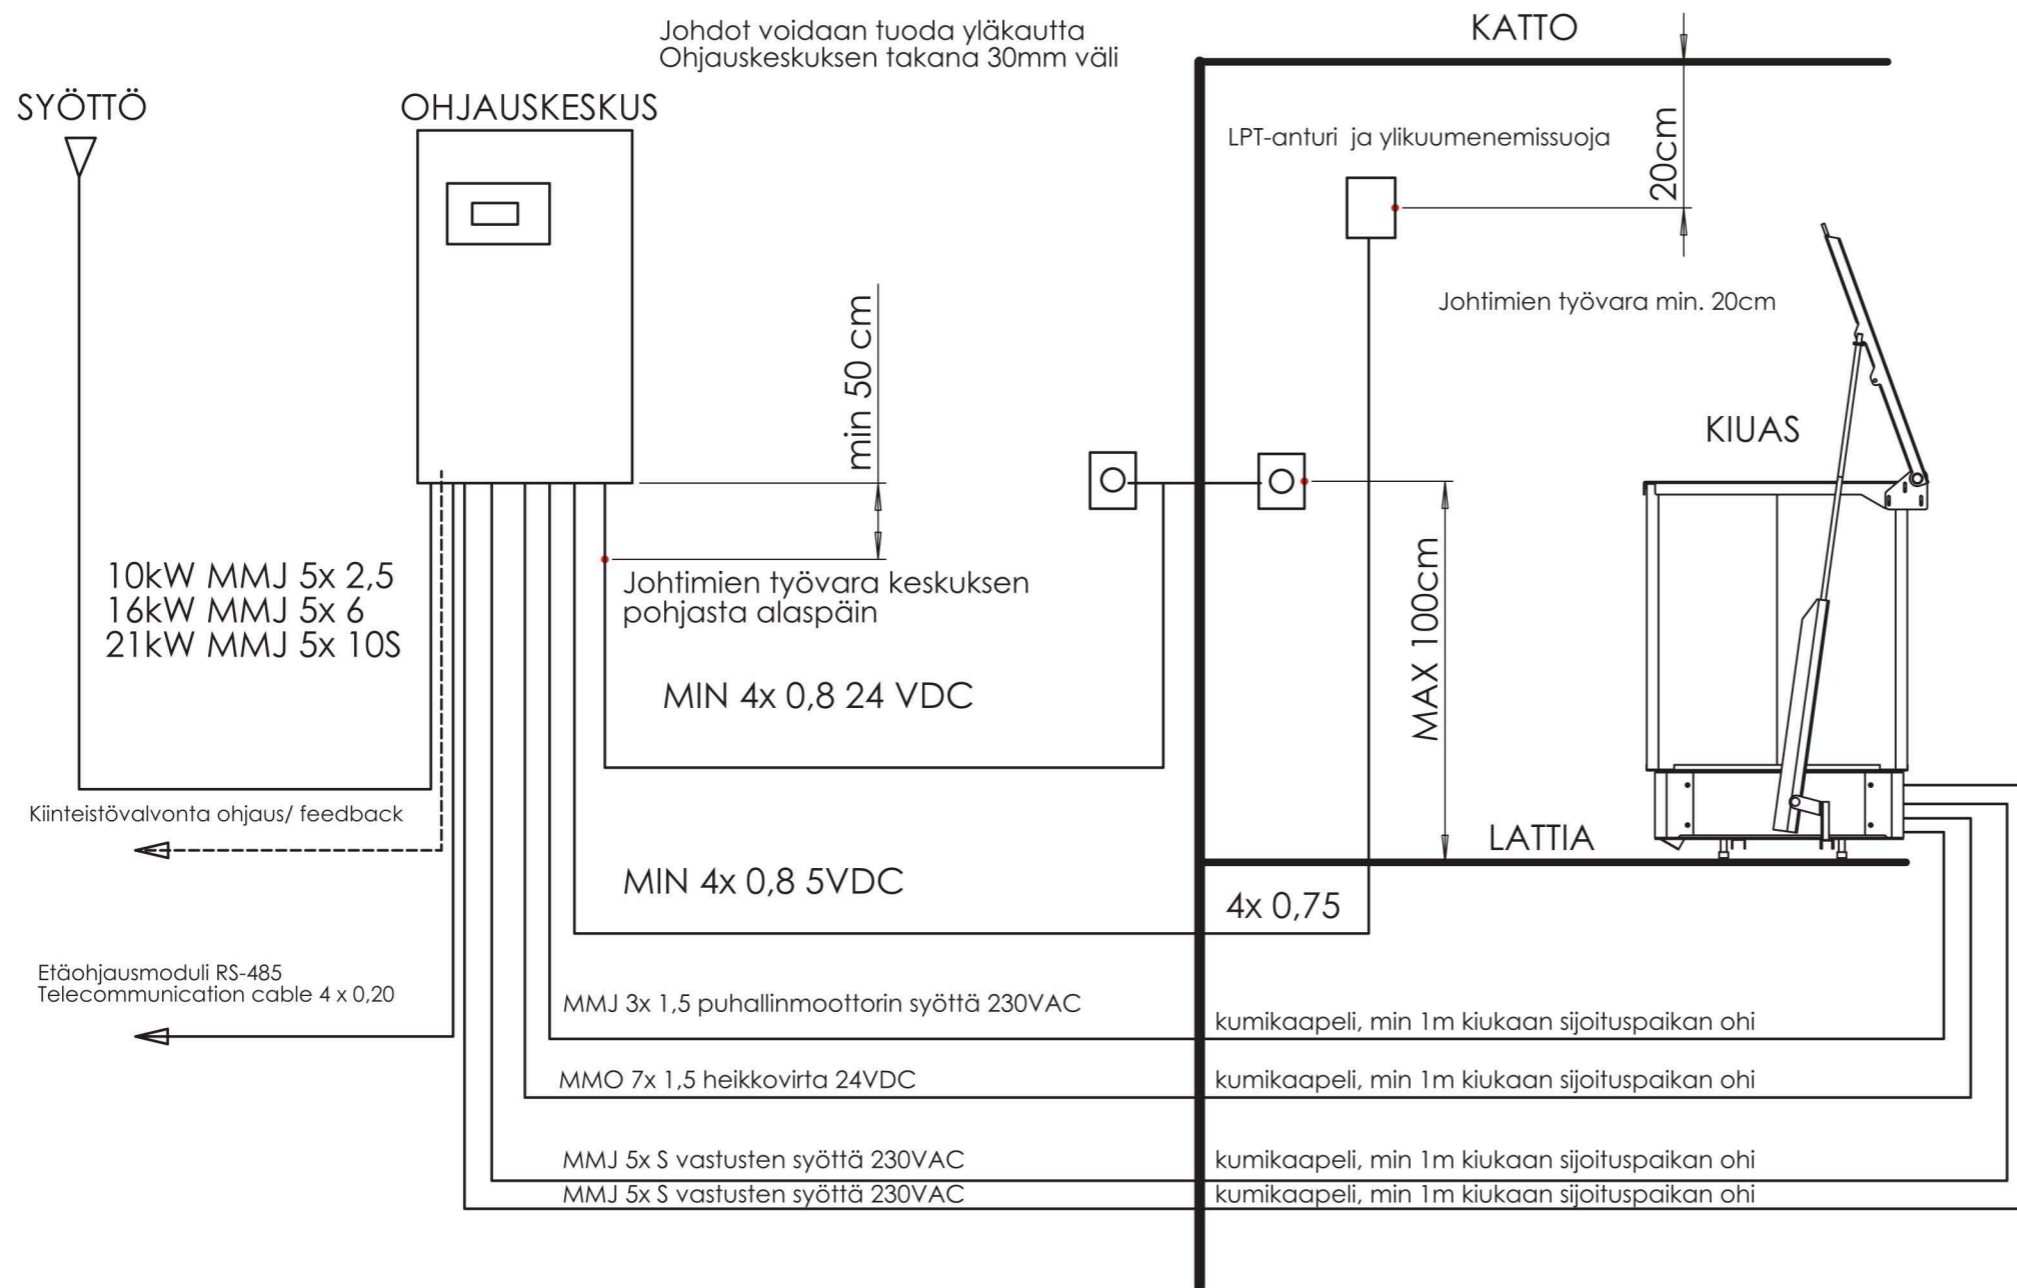 Johdot voidaan tuoda yläkautta
Ohjauskeskuksen takana 30mm väli
KATTO
SYÖTTÖ
OHJAUSKESKUS
LPT-anturi ja ylikuumenemissuoja
20cm
Johtimien työvara min. 20cm
min 50 cm
KIUAS
10kW MMJ 5x 2,5
16kW MMJ 5x 6
21kW MMJ 5x 10S
Johtimien työvara keskuksen
pohjasta alaspäin
MAX 100cm
MIN 4x 0,8 24 VDC
Kiinteistövalvonta ohjaus/ feedback
LATTIA
MIN 4x 0,8 5VDC
4x 0,75
Etäohjausmoduli RS-485
Telecommunication cable 4 x 0,20
MMJ 3x 1,5 puhallinmoottorin syöttä 230VAC
kumikaapeli, min 1m kiukaan sijoituspaikan ohi
MMO 7x 1,5 heikkovirta 24VDC
kumikaapeli, min 1m kiukaan sijoituspaikan ohi
MMJ 5x S vastusten syöttä 230VAC
kumikaapeli, min 1m kiukaan sijoituspaikan ohi
MMJ 5x S vastusten syöttä 230VAC
kumikaapeli, min 1m kiukaan sijoituspaikan ohi